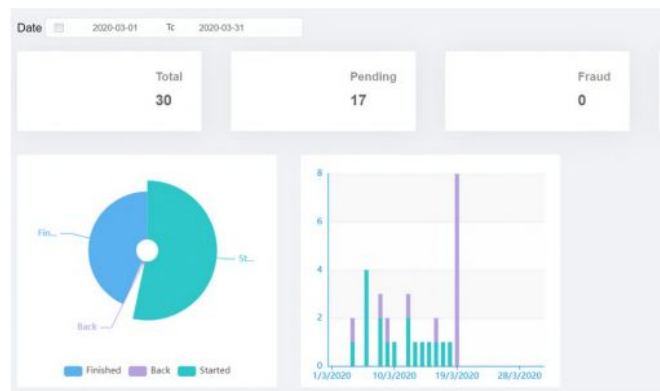 Date 2020-03-01 Tc 2020-03-31
Total Pending Fraud
30 17 0
Fin...
St...
Back
Finished Back Started
8
6
4
2
0
1/3/2020 10/3/2020 19/3/2020 28/3/2020